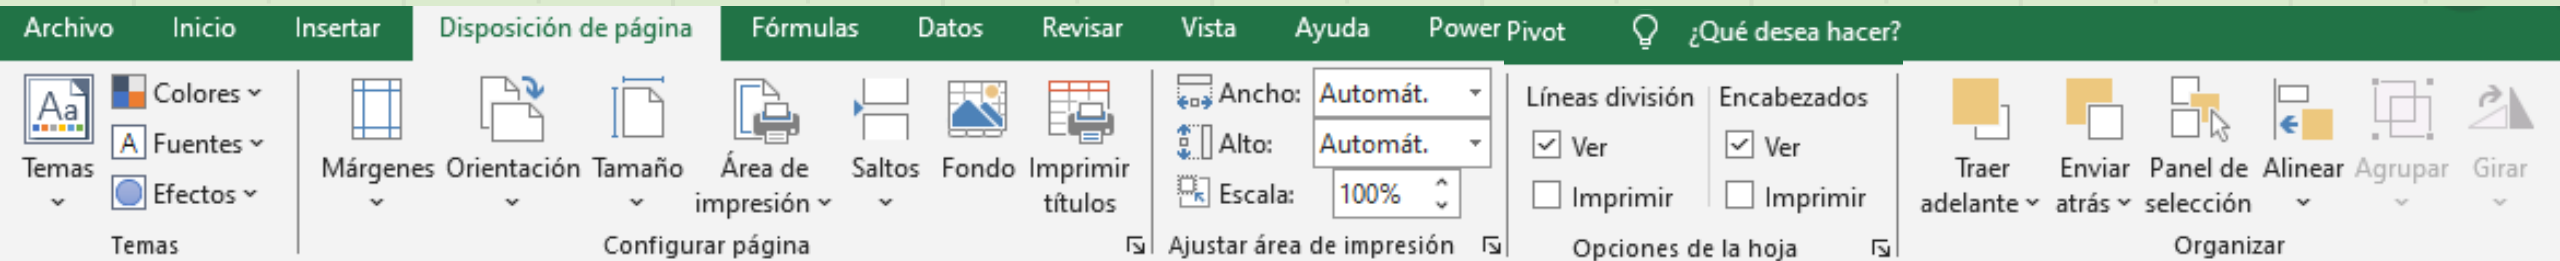 Archivo Inicio Insertar Disposición de página Fórmulas Datos Revisar Vista Ayuda Power Pivot ¿Qué desea hacer?
Aa
Temas
Colores
A Fuentes
Efectos
Temas
Márgenes
Orientación
Tamaño
Área de
impresión
Saltos
Fondo
Imprimir
títulos
Configurar página
Ancho: Automát.
Alto: Automát.
Escala: 100%
Ajustar área de impresión
Líneas división
Ver
Imprimir
Encabezados
Ver
Imprimir
Opciones de la hoja
Traer
adelante
Enviar
atrás
Panel de
selección
Alinear
Agrupar
Girar
Organizar